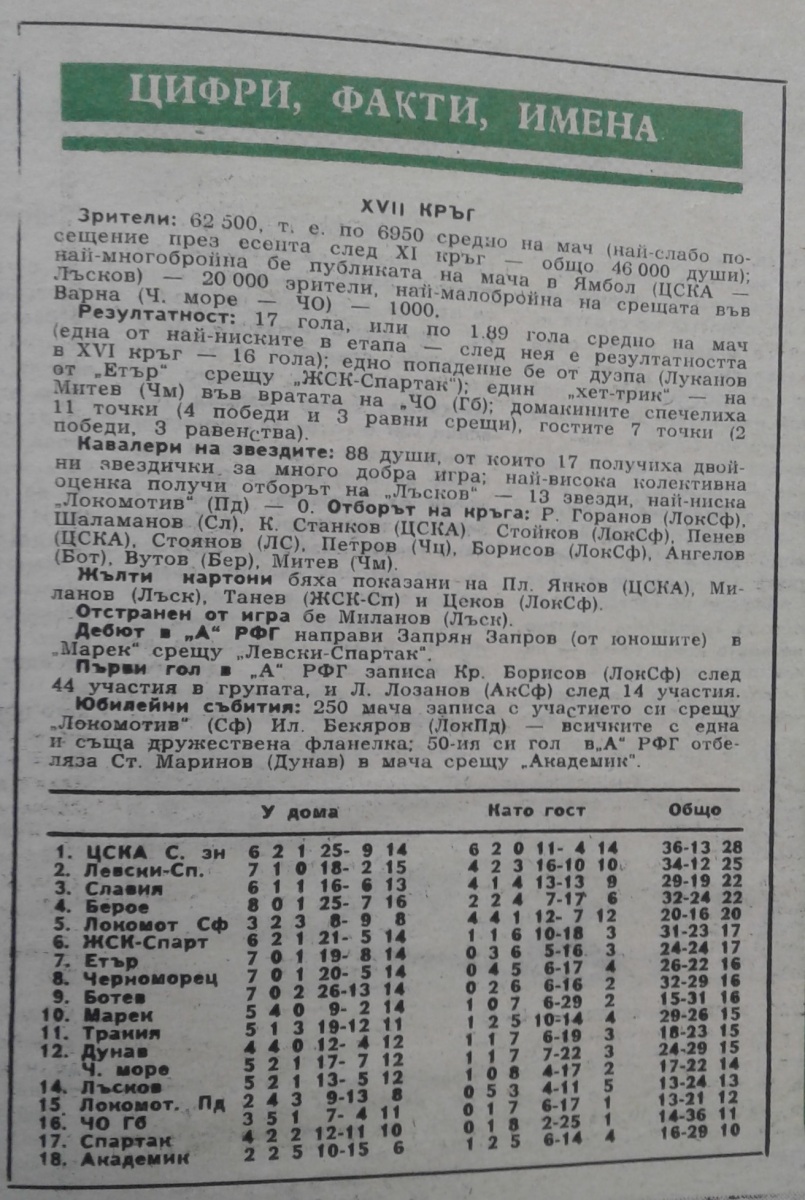 ЦИФРИ, ФАКТИ, ИМЕНА
XVII КРЪГ
Зрители: 62 500, т. е. по 6950 средно на мач (най-слабо по-
сещение през есента след XI кръг — общо 46 000 души);
най-многобройна бе публиката на мача в Ямбол (ЦСКА —
Лъсков) — 20 000 зрители, най-малобройна на срещата във
Варна (Ч. море — ЧО) — 1000.
Резултатност: 17 гола, или по 1.89 гола средно на мач
(една от най-ниските в етапа — след нея е резултатността
в XVI кръг — 16 гола); едно попадение бе от дузпа (Луканов
от „Етър" срещу „ЖСК-Спартак"); един „хет-трик" — на
Митев (Чм) във вратата на „ЧО (Гб); домакините спечелиха
11 точки (4 победи и 3 равни срещи), гостите 7 точки (2
победи, 3 равенства).
Кавалери на звездите: 88 души, от които 17 получиха двой-
ни звездички за много добра игра; най-висока колективна
оценка получи отборът на „Лъсков" — 13 звезди, най-ниска
„Локомотив" (Пд) — 0. Отборът на кръга: Р. Горанов (ЛокСф),
Шаламанов (Сл), К. Станков (ЦСКА) Стойков (ЛокСф), Пенев
(ЦСКА), Стоянов (ЛС), Петров (Чц), Борисов (ЛокСф), Ангелов
(Бот), Вутов (Бер), Митев (Чм).
Жълти картони бяха показани на Пл. Янков (ЦСКА), Ми-
ланов (Лъск), Танев (ЖСК-Сп) и Цеков (ЛокСф).
Отстранен от игра бе Миланов (Лъск).
Дебют в „А" РФГ направи Запрян Запров (от юношите) в
„Марек" срещу „Левски-Спартак".
Първи гол в „А" РФГ записа Кр. Борисов (ЛокСф) след
44 участия в групата, и Л. Лозанов (АкСф) след 14 участия.
Юбилейни събития: 250 мача записа с участието си срещу
„Локомотив" (Сф) Ил. Бекяров (ЛокПд) — всичките с една
и съща дружествена фланелка; 50-ия си гол в„А" РФГ отбе-
ляза Ст. Маринов (Дунав) в мача срещу „Академик".
У дома Като гост Общо
1. ЦСКА С. зн 6 2 1 25- 9 14 6 2 0 11- 4 14 36-13 28
2. Левски-Сп. 7 1 0 18- 2 15 4 2 3 16-10 10 34-12 25
3. Славия 6 1 1 16- 6 13 4 1 4 13-13 9 29-19 22
4. Берое 8 0 1 25- 7 16 2 2 4 7-17 6 32-24 22
5. Локомот Сф 3 2 3 8- 9 8 4 4 1 12- 7 12 20-16 20
6. ЖСК-Спарт 6 2 1 21- 5 14 1 1 6 10-18 3 31-23 17
7. Етър 7 0 1 19- 8 14 0 3 6 5-16 3 24-24 17
8. Черноморец 7 0 1 20- 5 14 0 4 5 6-17 4 26-22 16
9. Ботев 7 0 2 26-13 14 0 2 6 6-16 2 32-29 16
10. Марек 5 4 0 9- 2 14 1 0 7 6-29 2 15-31 16
11. Тракия 5 1 3 19-12 11 1 2 5 10-14 4 29-26 15
12. Дунав 4 4 0 12- 4 12 1 1 7 6-19 3 18-23 15
Ч. море 5 2 1 17- 7 12 1 1 7 7-22 3 24-29 15
14. Лъсков 5 2 1 13- 5 12 1 0 8 4-17 2 17-22 14
15. Локомот. Пд 2 4 3 9-13 8 0 5 3 4-11 5 13-24 13
16. ЧО Гб 3 5 1 7- 4 11 0 1 7 6-17 1 13-21 12
17. Спартак 4 2 2 12-11 10 0 1 8 2-25 1 14-36 11
18. Академик 2 2 5 10-15 6 1 2 5 6-14 4 16-29 10